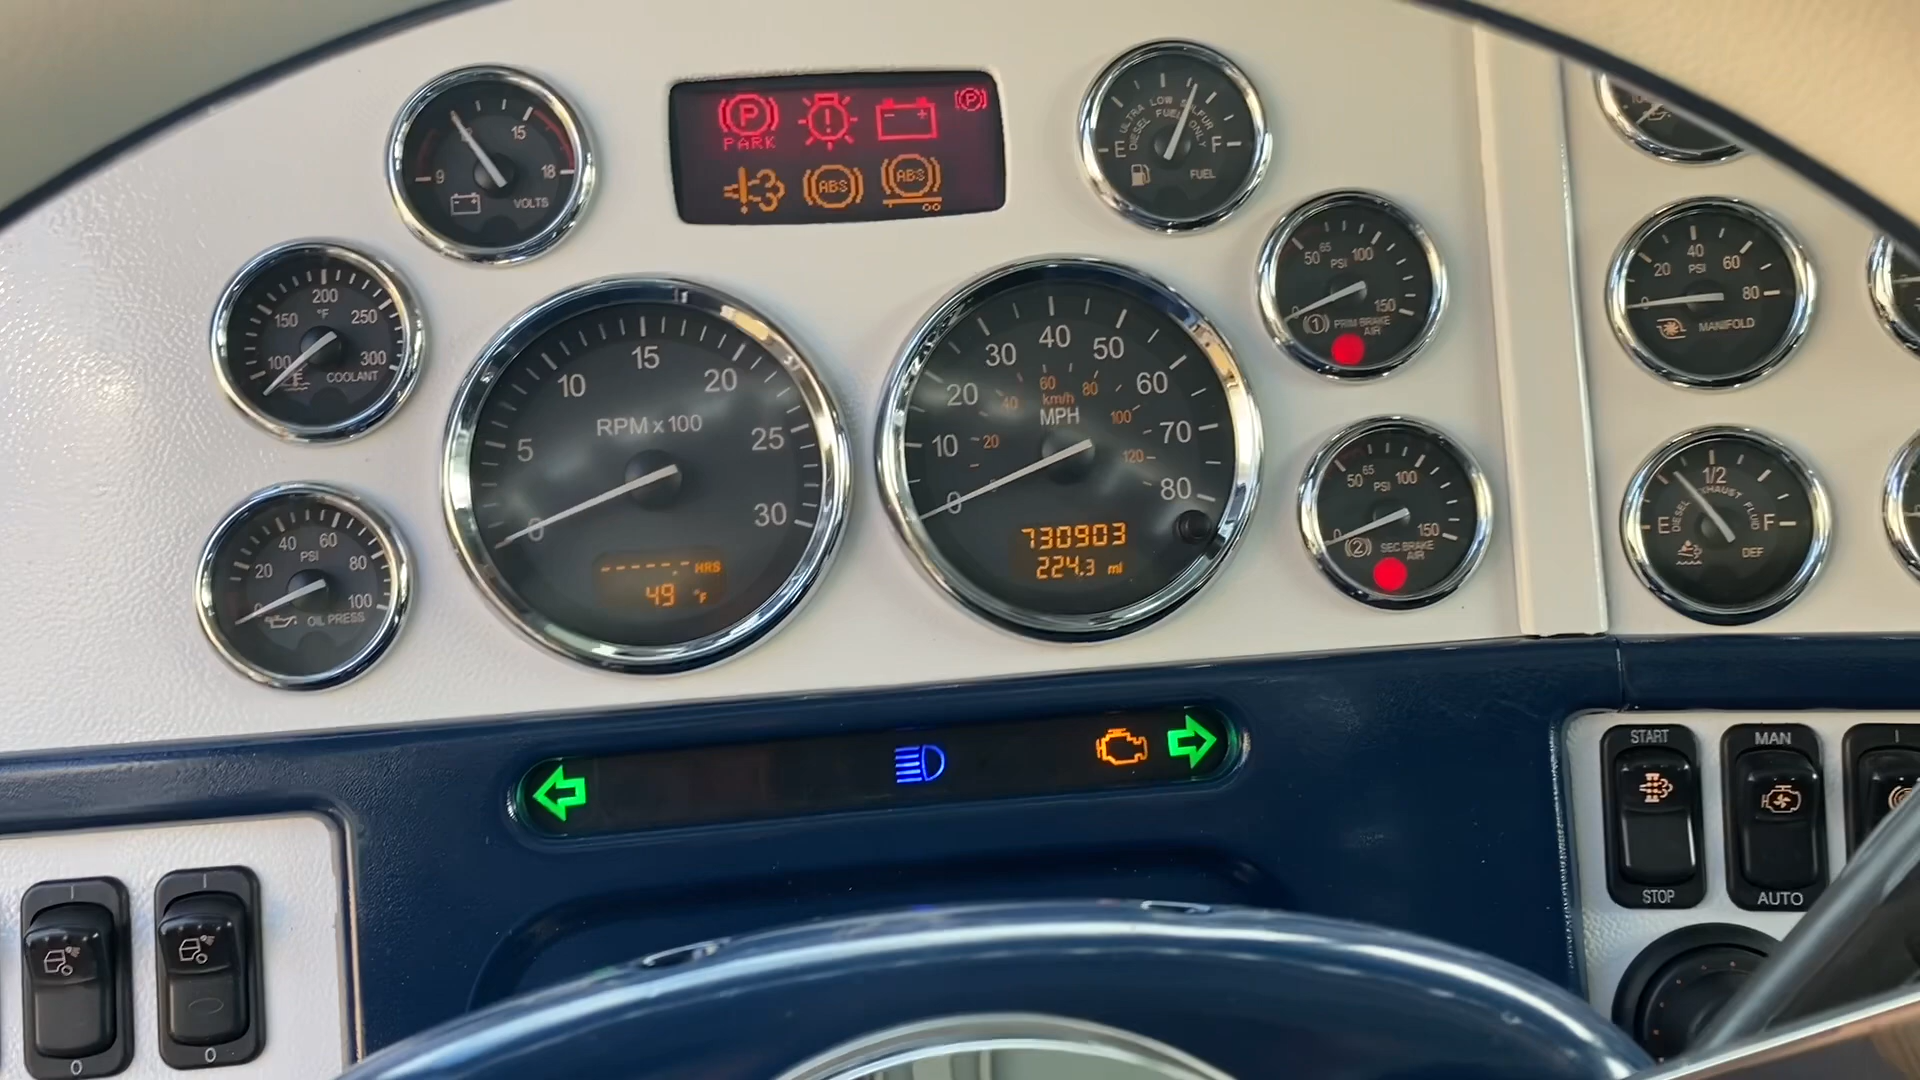 15
9 18
VOLTS
PARK
ABS
ABS
ULTRA LOW SULFUR
DIESEL FUEL ONLY
E F
FUEL
200
°F
150 250
100 300
COOLANT
15
10 20
RPM x 100
5 25
0 30
HRS
49 °F
40
30 50
60
km/h
40 80
20 60
MPH
100
10 20 70
120
0 80
730903
224.3 mi
65
50 PSI 100
0 150
1 PRIM BRAKE
AIR
40
20 PSI 60
0 80
MANIFOLD
40 60
PSI
20 80
0 100
OIL PRESS
65
50 PSI 100
0 150
2 SEC BRAKE
AIR
1/2
DIESEL EXHAUST FLUID
E F
DEF
START MAN I
STOP AUTO
I I
0 0